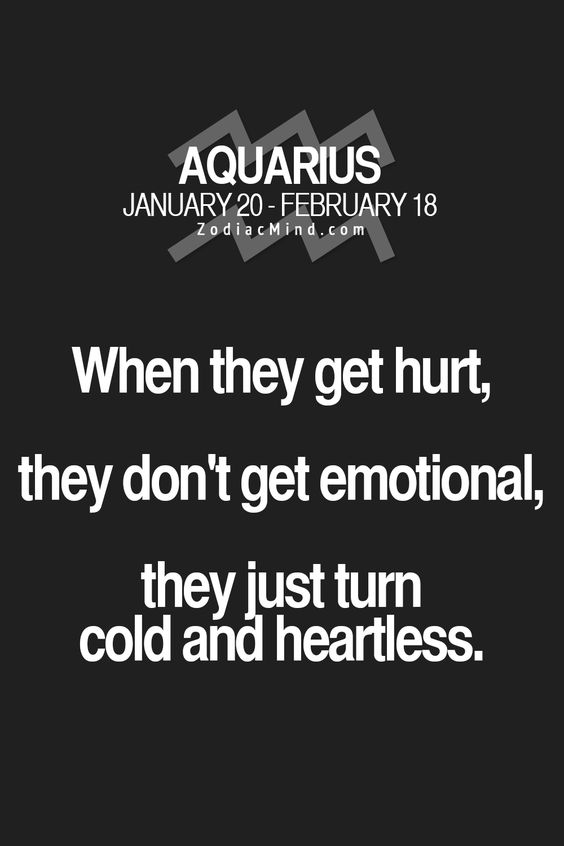 AQUARIUS
JANUARY 20 - FEBRUARY 18
ZodiacMind.com
When they get hurt,
they don't get emotional,
they just turn
cold and heartless.